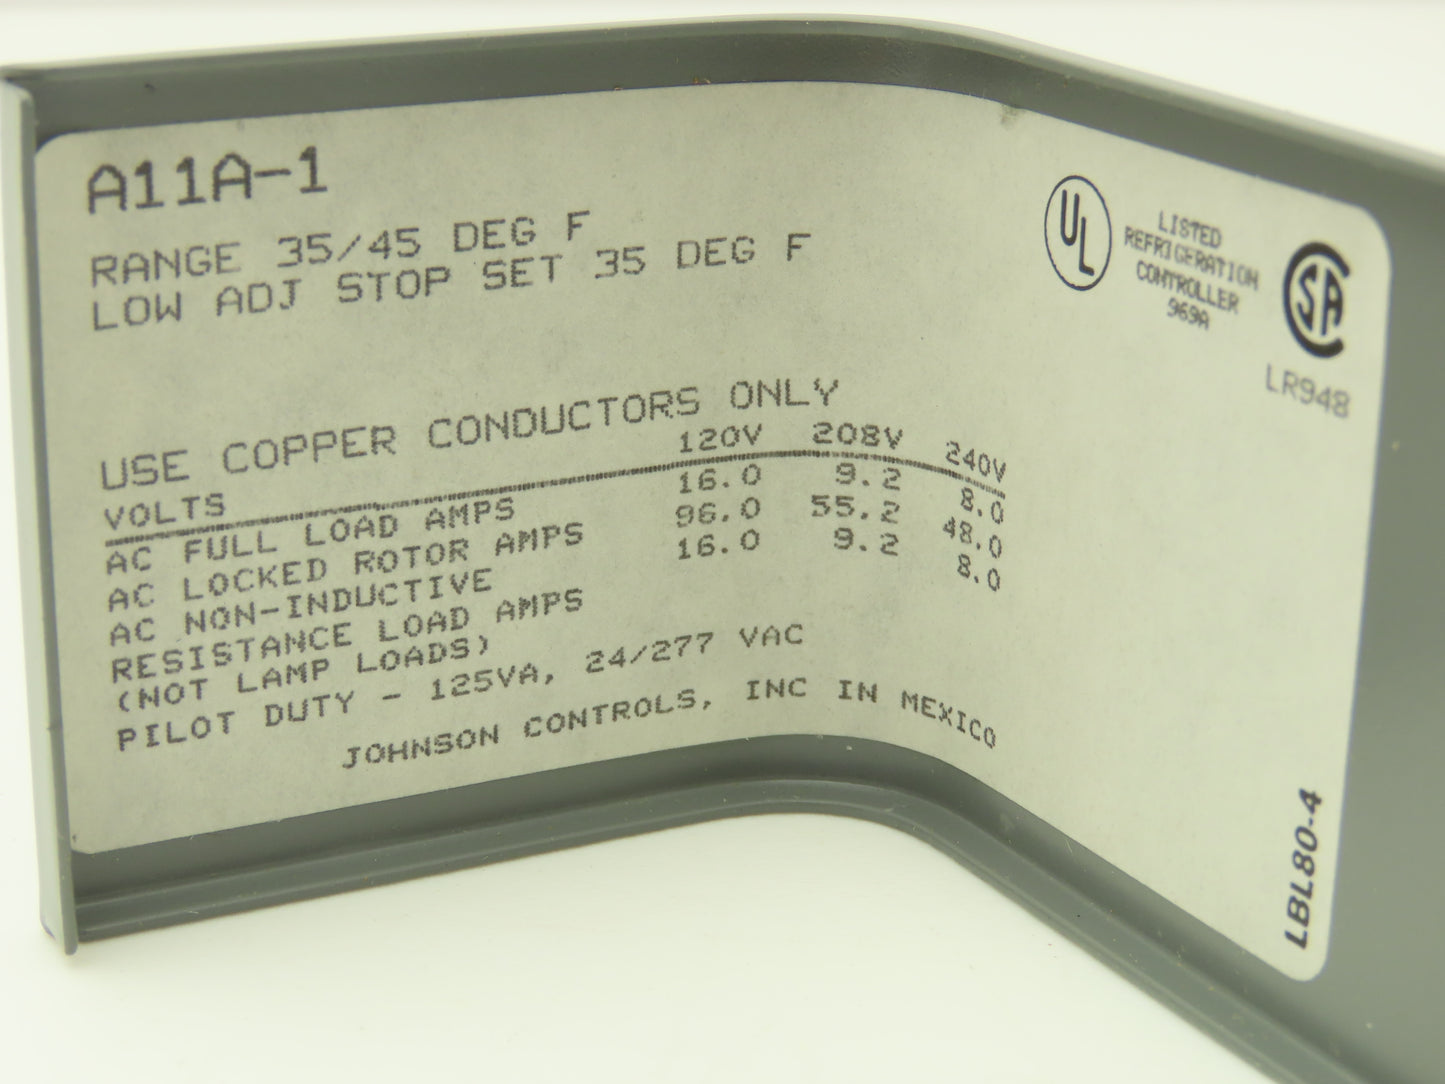 A11A-1
RANGE 35/45 DEG F
LOW ADJ STOP SET 35 DEG F
UL
LISTED
REFRIGERATION
CONTROLLER
969A
SA
LR948
USE COPPER CONDUCTORS ONLY
VOLTS 120V 208V 240V
AC FULL LOAD AMPS 16.0 9.2 8.0
AC LOCKED ROTOR AMPS 96.0 55.2 48.0
AC NON-INDUCTIVE 16.0 9.2 8.0
RESISTANCE LOAD AMPS
(NOT LAMP LOADS)
PILOT DUTY - 125VA, 24/277 VAC
JOHNSON CONTROLS, INC IN MEXICO
LBL80-4